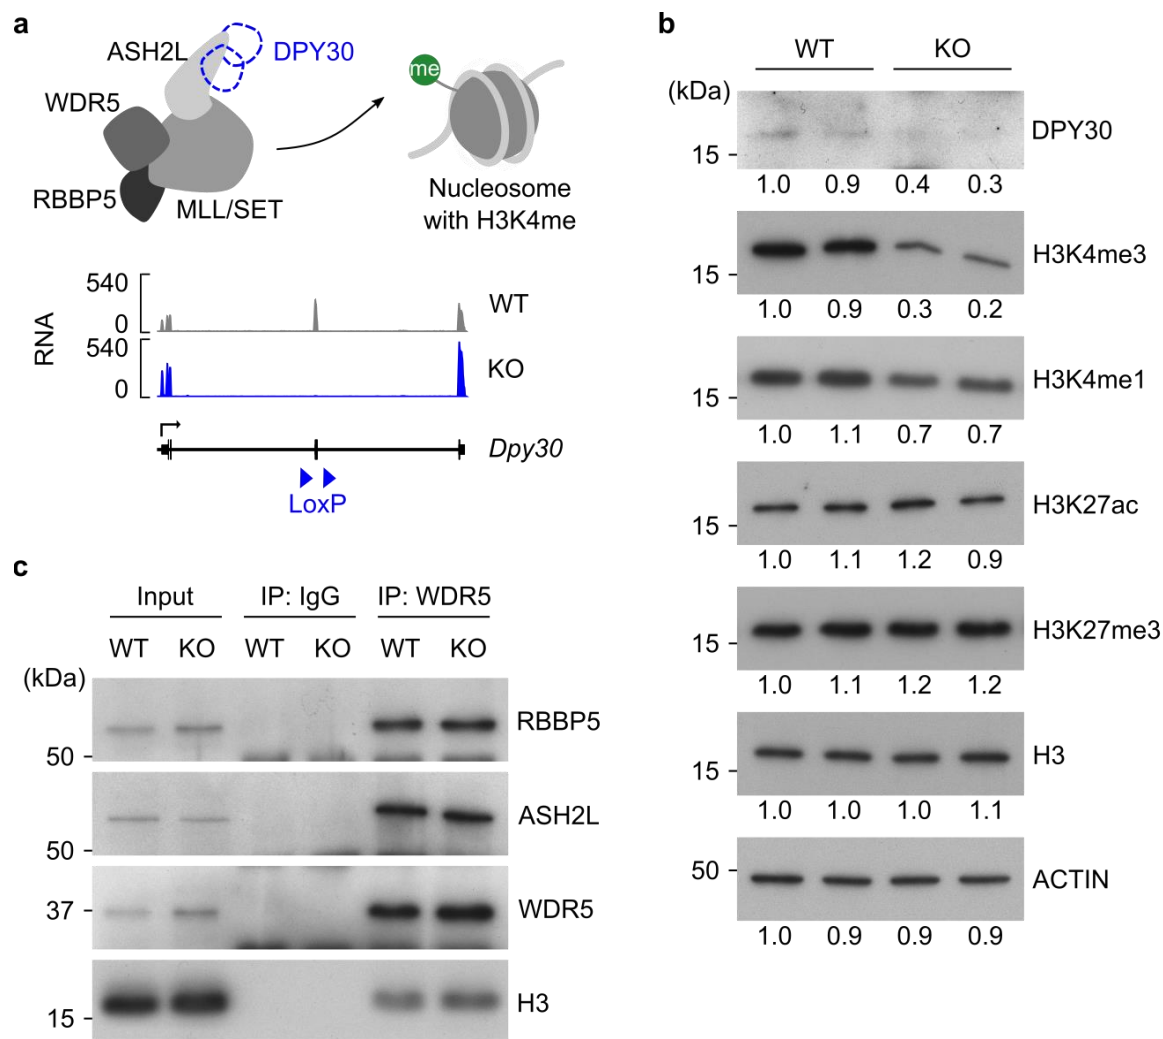 a
ASH2L
DPY30
WDR5
RBBP5
MLL/SET
me
Nucleosome
with H3K4me
RNA
540
0
WT
540
0
KO
Dpy30
LoxP
b
WT KO
(kDa)
DPY30
15
1.0 0.9 0.4 0.3
H3K4me3
15
1.0 0.9 0.3 0.2
H3K4me1
15
1.0 1.1 0.7 0.7
H3K27ac
15
1.0 1.1 1.2 0.9
H3K27me3
15
1.0 1.1 1.2 1.2
H3
15
1.0 1.0 1.0 1.1
50
ACTIN
1.0 0.9 0.9 0.9
c
Input IP: IgG IP: WDR5
WT KO WT KO WT KO
(kDa)
RBBP5
50
ASH2L
50
37
WDR5
H3
15